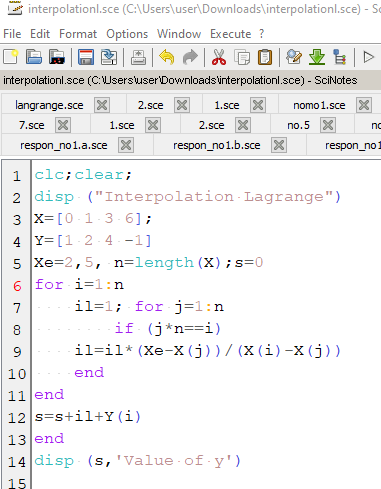 interpolationl.sce (C:\Users\user\Downloads\interpolationl.sce) - SciNotes
File Edit Format Options Window Execute ?
interpolationl.sce (C:\Users\user\Downloads\interpolationl.sce) - SciNotes
langrange.sce 2.sce 1.sce nomo1.sce
7.sce 1.sce 2.sce no.5 no
respon_no1.a.sce respon_no1.b.sce respon_no1
1 clc;clear;
2 disp ("Interpolation Lagrange")
3 X=[0 1 3 6];
4 Y=[1 2 4 -1]
5 Xe=2,5, n=length(X);s=0
6 for i=1:n
7 il=1; for j=1:n
8 if (j*n==i)
9 il=il*(Xe-X(j))/(X(i)-X(j))
10 end
11 end
12 s=s+il+Y(i)
13 end
14 disp (s,'Value of y')
15